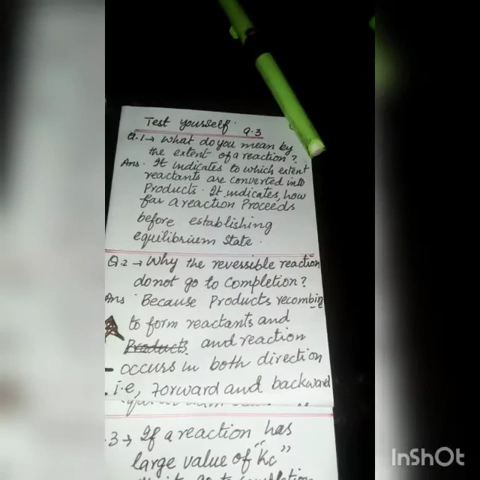 Test yourself 9.3
Q.1→ What do you mean by
the extent of a reaction?
Ans. It indicates to which extent
reactants are converted into
Products. It indicates, how
far a reaction Proceeds
before establishing
equilibrium state.
Q.2→ Why the reversible reaction
donot go to completion?
Ans Because Products recombing
to form reactants and
Products and reaction
occuss in both direction
i.e, Forward and backward
.3→ If a reaction has
large value of "Kc"
InShOt